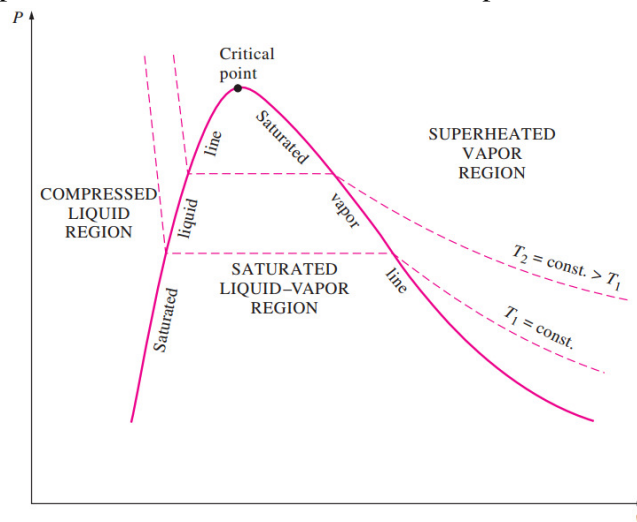 P
Critical
point
Saturated
line
SUPERHEATED
VAPOR
REGION
COMPRESSED
LIQUID
REGION
liquid
vapor
T2 = const. > T1
SATURATED
LIQUID–VAPOR
REGION
line
Saturated
T1 = const.